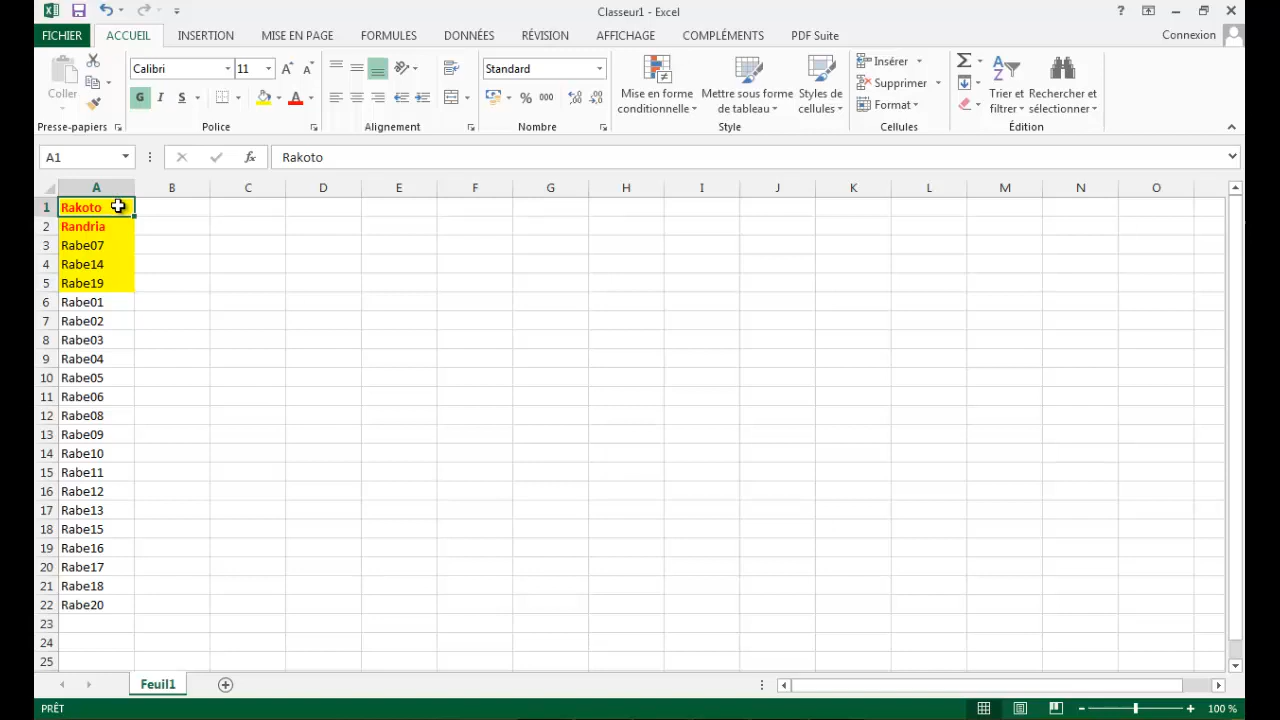 Classeur1 - Excel
?
FICHIER ACCUEIL INSERTION MISE EN PAGE FORMULES DONNÉES RÉVISION AFFICHAGE COMPLÉMENTS PDF Suite Connexion
Coller
Presse-papiers
Calibri 11
G I S
Police
Alignement
Standard
% 000
Nombre
Mise en forme conditionnelle
Mettre sous forme de tableau
Styles de cellules
Style
Insérer
Supprimer
Format
Cellules
Trier et filtrer
Rechercher et sélectionner
Édition
A1 fx Rakoto
A B C D E F G H I J K L M N O
1 Rakoto
2 Randria
3 Rabe07
4 Rabe14
5 Rabe19
6 Rabe01
7 Rabe02
8 Rabe03
9 Rabe04
10 Rabe05
11 Rabe06
12 Rabe08
13 Rabe09
14 Rabe10
15 Rabe11
16 Rabe12
17 Rabe13
18 Rabe15
19 Rabe16
20 Rabe17
21 Rabe18
22 Rabe20
23
24
25
Feuil1
PRÊT 100 %